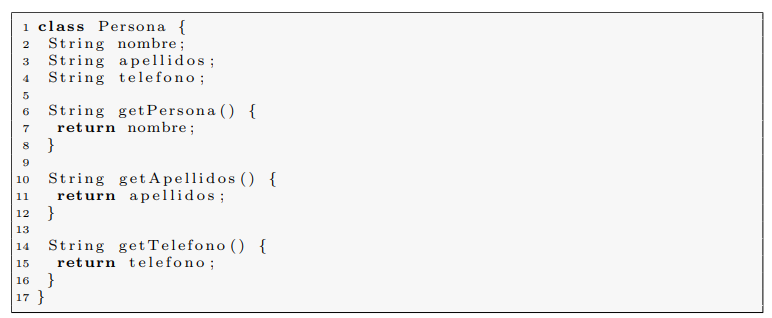 1 class Persona {
2 String nombre;
3 String apellidos;
4 String telefono;
5
6 String getPersona() {
7 return nombre;
8 }
9
10 String getApellidos() {
11 return apellidos;
12 }
13
14 String getTelefono() {
15 return telefono;
16 }
17 }